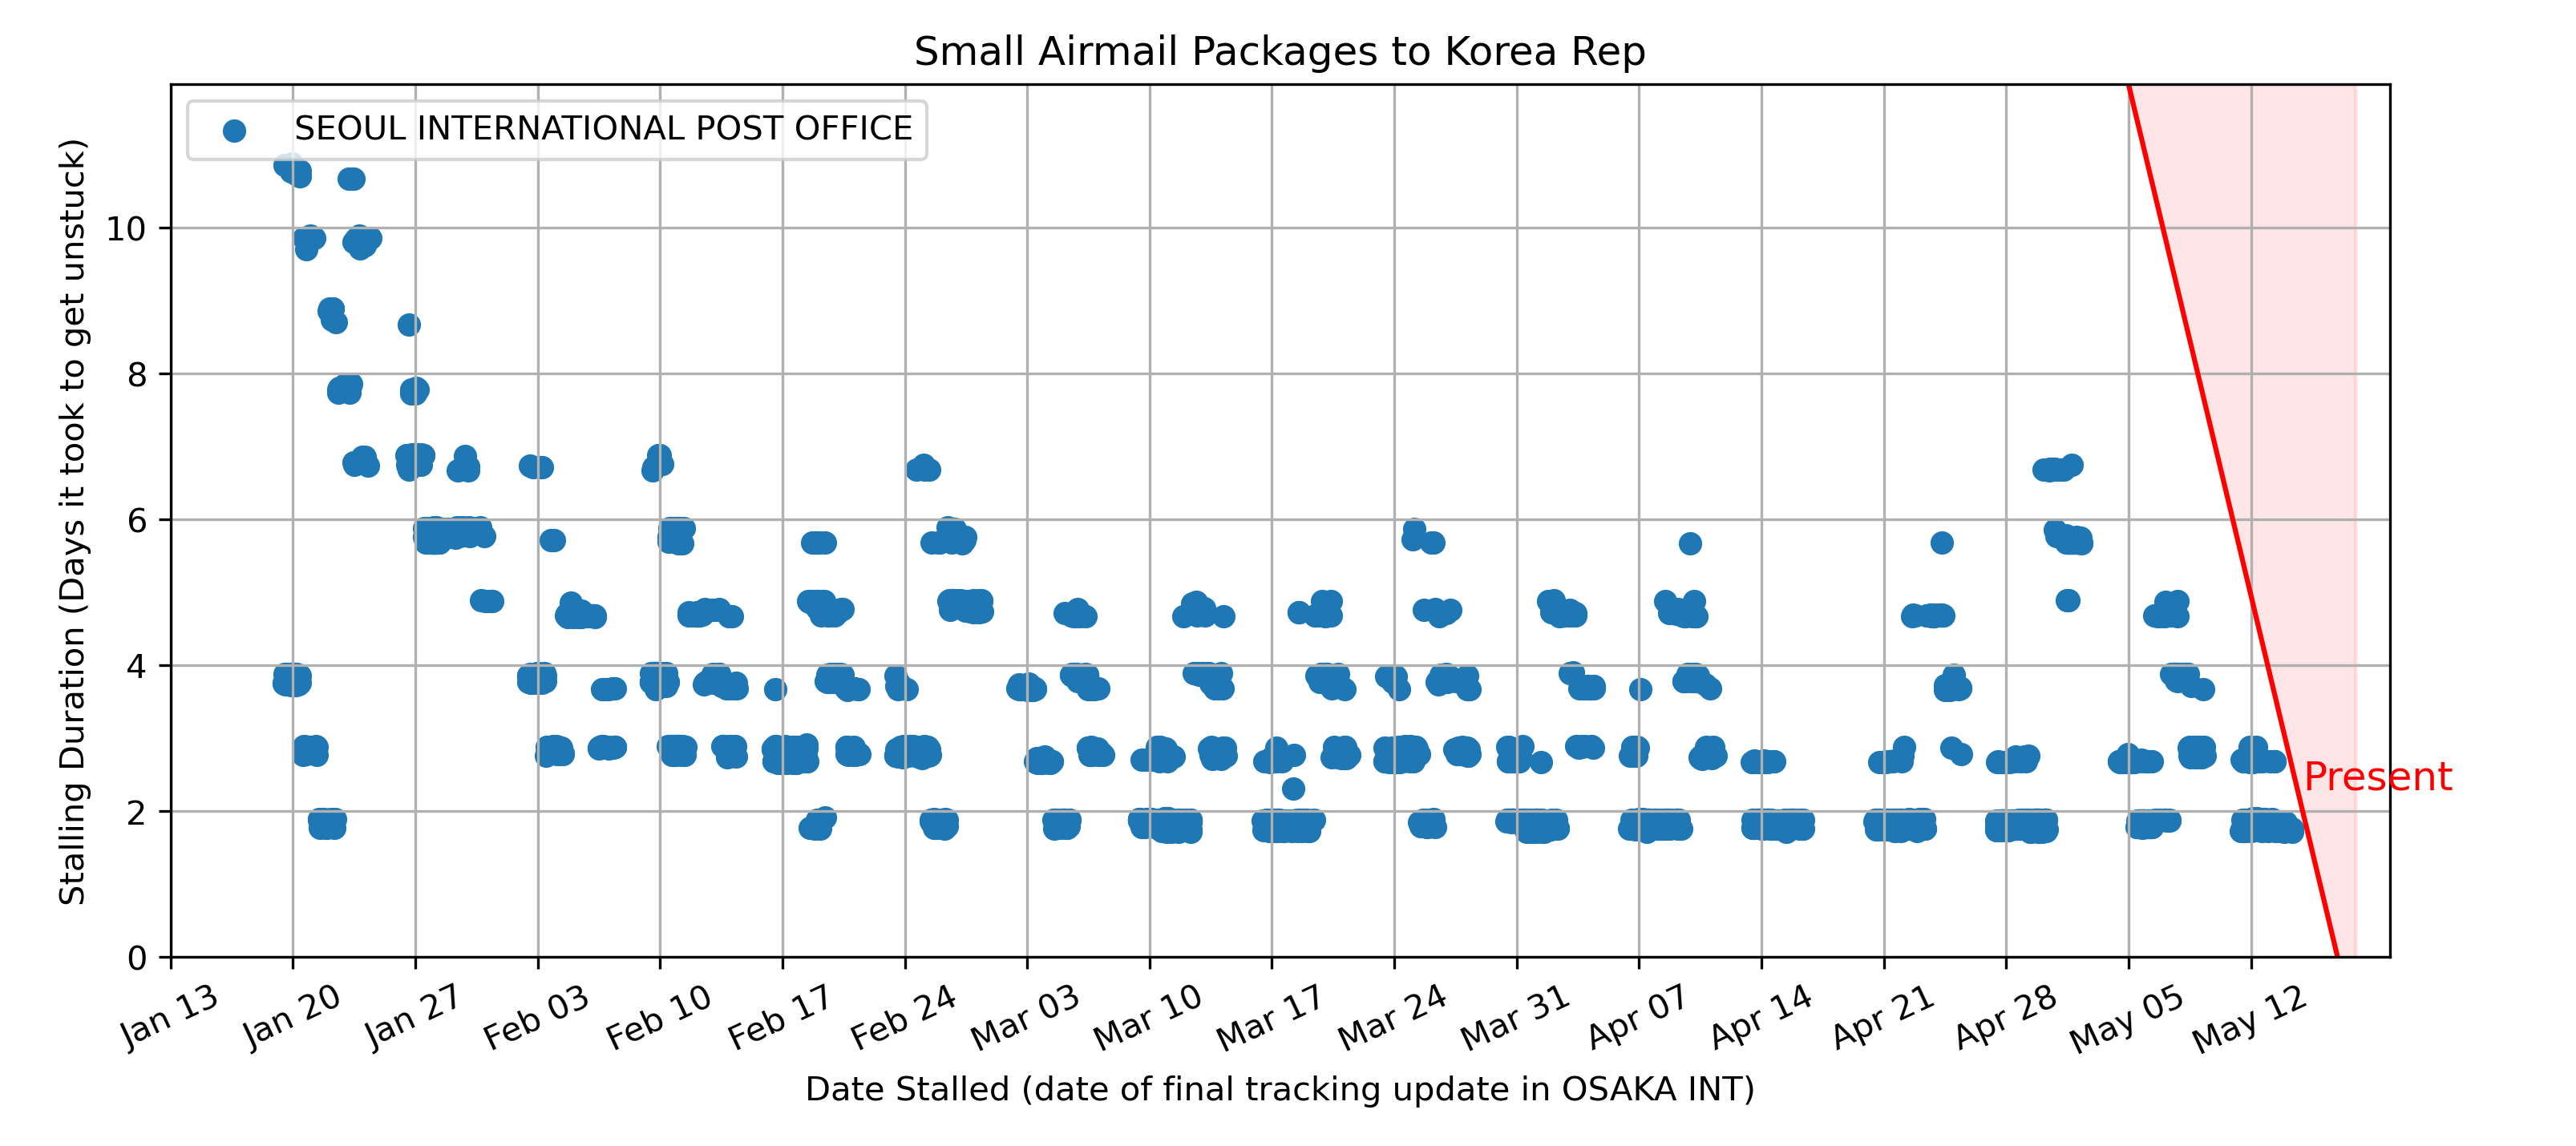 Small Airmail Packages to Korea Rep
SEOUL INTERNATIONAL POST OFFICE
Stalling Duration (Days it took to get unstuck)
10
8
6
4
2
0
Present
Jan 13
Jan 20
Jan 27
Feb 03
Feb 10
Feb 17
Feb 24
Mar 03
Mar 10
Mar 17
Mar 24
Mar 31
Apr 07
Apr 14
Apr 21
Apr 28
May 05
May 12
Date Stalled (date of final tracking update in OSAKA INT)